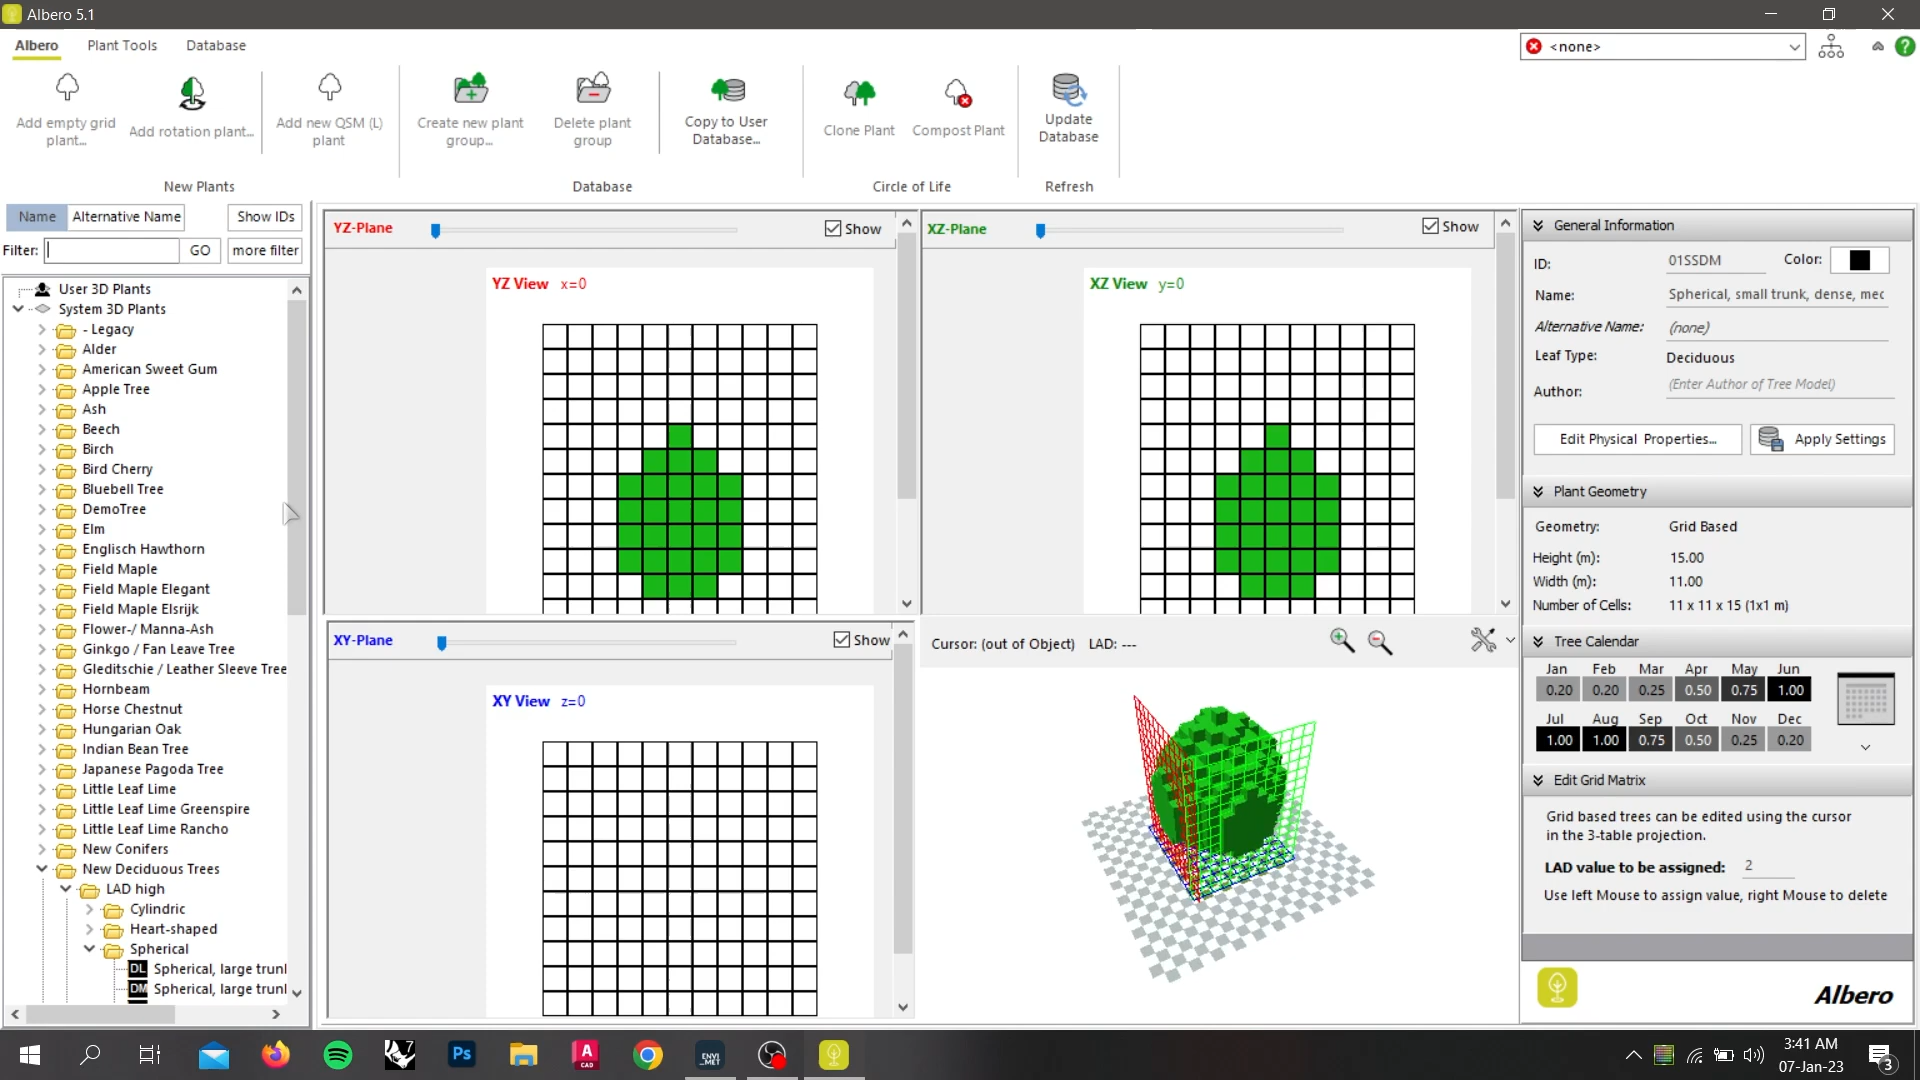 Albero 5.1
Albero Plant Tools Database
<none>
?
Add empty grid
plant...
Add rotation plant...
Add new QSM (L)
plant
Create new plant
group...
Delete plant
group
Copy to User
Database...
Clone Plant
Compost Plant
Update
Database
New Plants
Database
Circle of Life
Refresh
Name Alternative Name Show IDs
Filter: GO more filter
User 3D Plants
System 3D Plants
- Legacy
Alder
American Sweet Gum
Apple Tree
Ash
Beech
Birch
Bird Cherry
Bluebell Tree
DemoTree
Elm
Englisch Hawthorn
Field Maple
Field Maple Elegant
Field Maple Elsrijk
Flower-/ Manna-Ash
Ginkgo / Fan Leave Tree
Gleditschie / Leather Sleeve Tree
Hornbeam
Horse Chestnut
Hungarian Oak
Indian Bean Tree
Japanese Pagoda Tree
Little Leaf Lime
Little Leaf Lime Greenspire
Little Leaf Lime Rancho
New Conifers
New Deciduous Trees
LAD high
Cylindric
Heart-shaped
Spherical
DL Spherical, large trunl
DM Spherical, large trunl
YZ-Plane Show
YZ View x=0
XZ-Plane Show
XZ View y=0
XY-Plane Show
XY View z=0
Cursor: (out of Object) LAD: ---
General Information
ID: 01SSDM Color:
Name: Spherical, small trunk, dense, mec
Alternative Name: (none)
Leaf Type: Deciduous
Author: (Enter Author of Tree Model)
Edit Physical Properties... Apply Settings
Plant Geometry
Geometry: Grid Based
Height (m): 15.00
Width (m): 11.00
Number of Cells: 11 x 11 x 15 (1x1 m)
Tree Calendar
Jan Feb Mar Apr May Jun
0.20 0.20 0.25 0.50 0.75 1.00
Jul Aug Sep Oct Nov Dec
1.00 1.00 0.75 0.50 0.25 0.20
Edit Grid Matrix
Grid based trees can be edited using the cursor
in the 3-table projection.
LAD value to be assigned: 2
Use left Mouse to assign value, right Mouse to delete
Albero
Ps
A
CAD
ENVI
_MET
3:41 AM
07-Jan-23
3